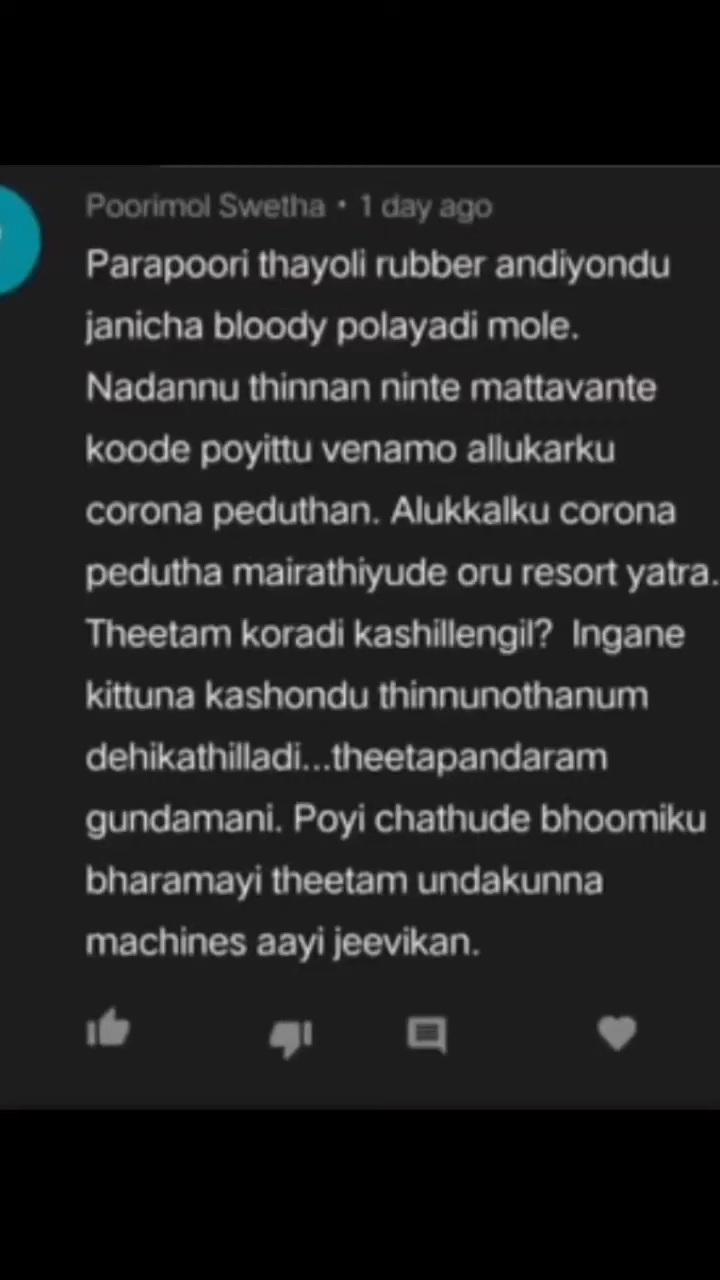 Poorimol Swetha • 1 day ago
Parapoori thayoli rubber andiyondu
janicha bloody polayadi mole.
Nadannu thinnan ninte mattavante
koode poyittu venamo allukarku
corona peduthan. Alukkalku corona
pedutha mairathiyude oru resort yatra.
Theetam koradi kashillengil? Ingane
kittuna kashondu thinnunothanum
dehikathilladi...theetapandaram
gundamani. Poyi chathude bhoomiku
bharamayi theetam undakunna
machines aayi jeevikan.